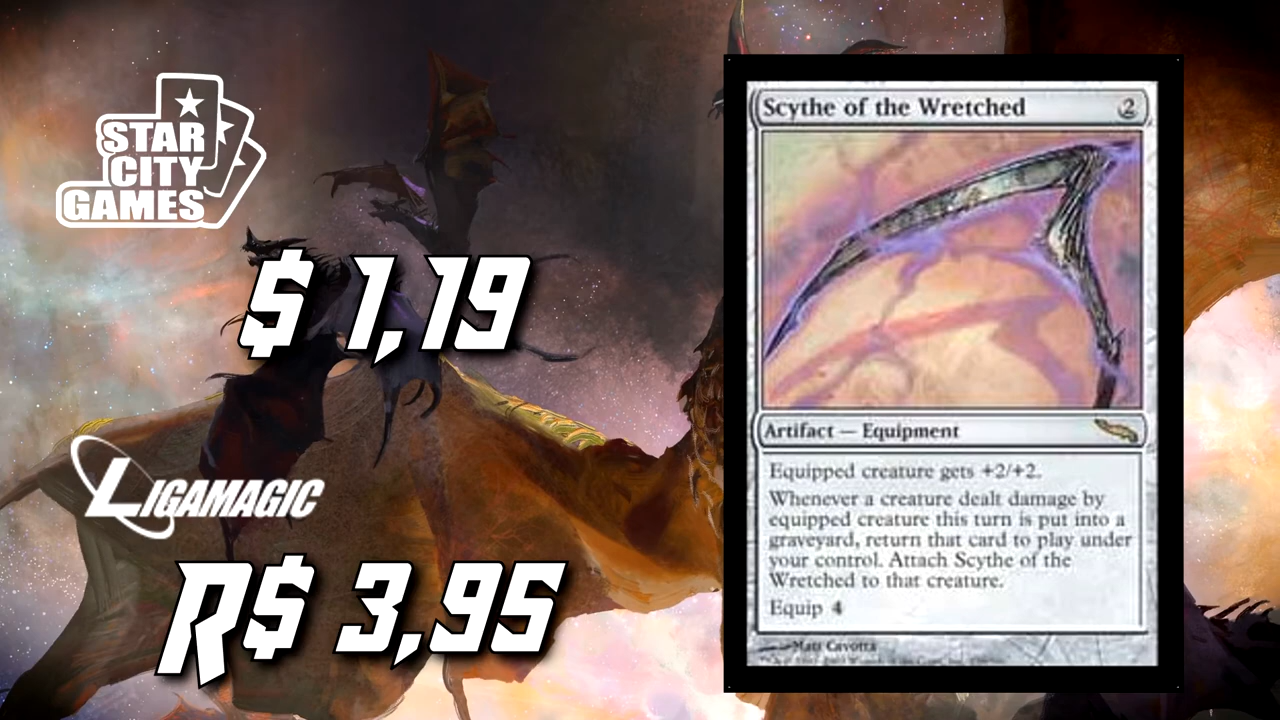 STAR
CITY
GAMES
$ 1,19
LIGAMAGIC
R$ 3,95
Scythe of the Wretched 2
Artifact — Equipment
Equipped creature gets +2/+2.
Whenever a creature dealt damage by
equipped creature this turn is put into a
graveyard, return that card to play under
your control. Attach Scythe of the
Wretched to that creature.
Equip 4
Matt Cavotta